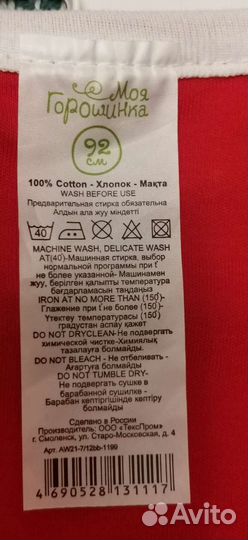 Моя
Горошинка
92
см
100% Cotton - Хлопок - Мақта
WASH BEFORE USE
Предварительная стирка обязательна
Алдын ала жуу міндетті
40
MACHINE WASH, DELICATE WASH
AT(40°)-Машинная стирка, выбор
нормальной программы при t
не более указанной- Машинамен
жуу, берілген қалыпты температура
бағдарламасын таңдаңыз
IRON AT NO MORE THAN (150°)-
Глажение при t не более (150°)-
Үтектеу температурасы (150°)
градустан аспау қажет
DO NOT DRYCLEAN-Не подвергать
химической чистке-Химиялық
тазалауға болмайды
DO NOT BLEACH - Не отбеливать -
Ағартуға болмайды
DO NOT TUMBLE DRY-
Не подвергать сушке в
барабанной сушилке -
Барабан кептіргішінде кептіру
болмайды
Сделано в России
Производитель: ООО «ТексПром»
г. Смоленск, ул. Старо-Московская, д. 4
Арт. AW21-7/12bb-1199
4 690528 131117
Avito